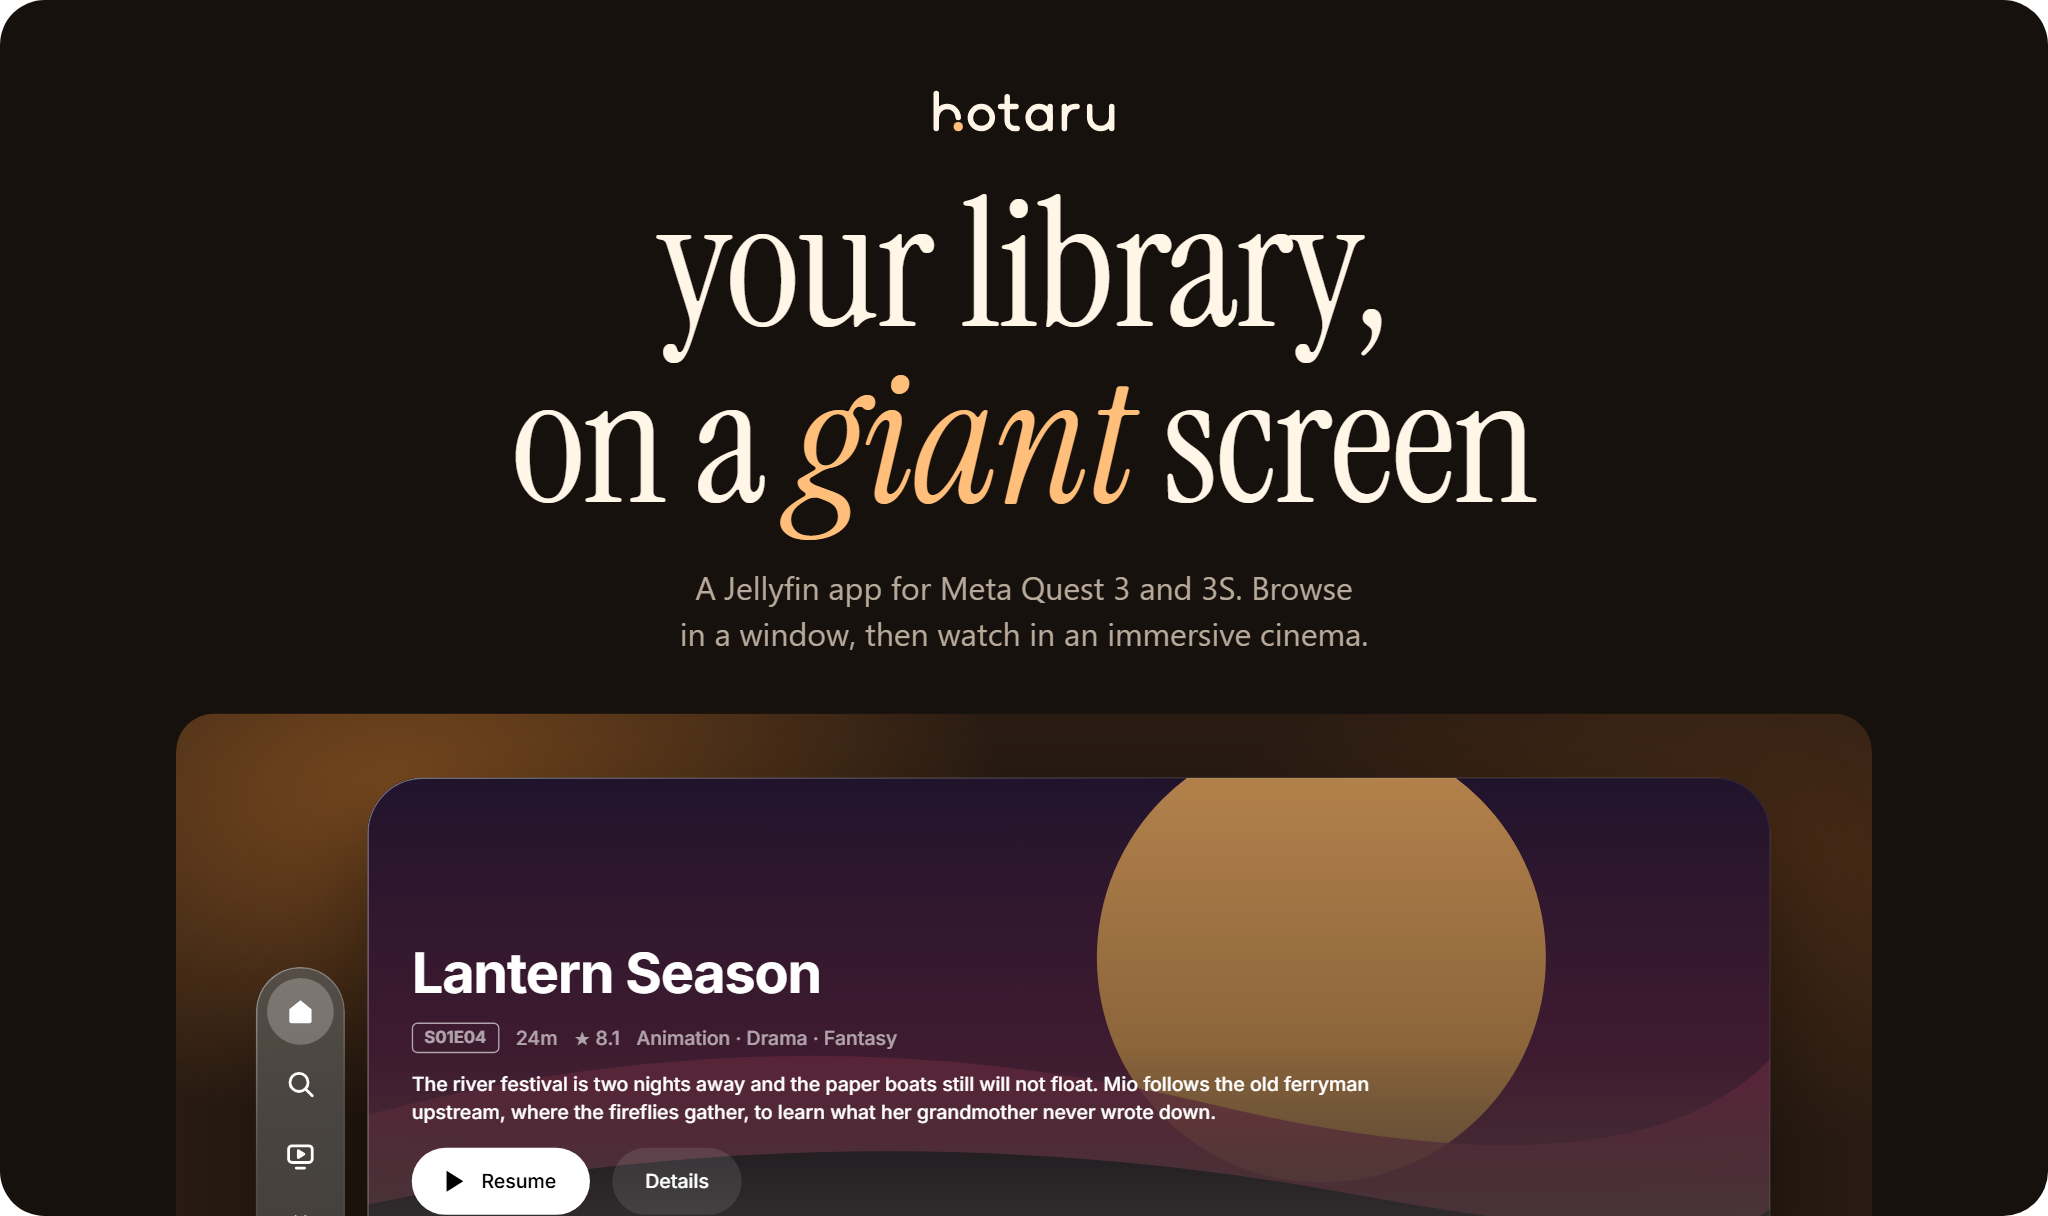 hotaru
your library,
on a giant screen
A Jellyfin app for Meta Quest 3 and 3S. Browse
in a window, then watch in an immersive cinema.
Lantern Season
S01E04 24m ★ 8.1 Animation · Drama · Fantasy
The river festival is two nights away and the paper boats still will not float. Mio follows the old ferryman
upstream, where the fireflies gather, to learn what her grandmother never wrote down.
Resume Details